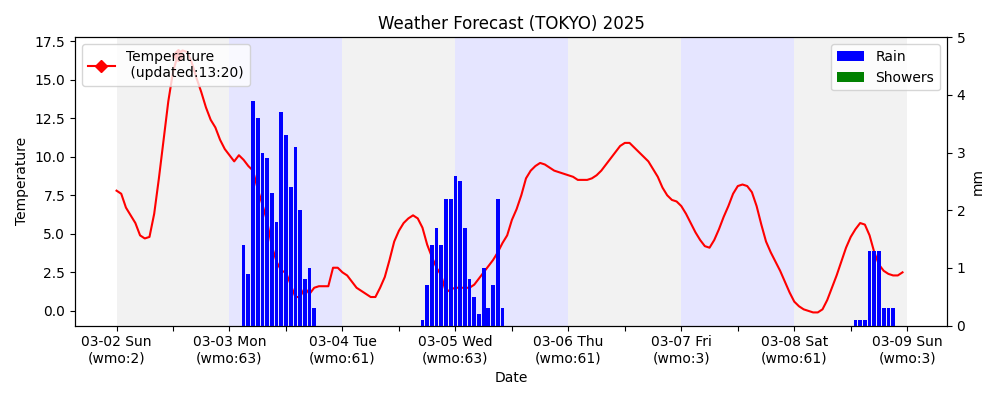 Weather Forecast (TOKYO) 2025
Temperature
(updated:13:20)
Rain
Showers
17.5
15.0
12.5
10.0
7.5
5.0
2.5
0.0
Temperature
5
4
3
2
1
0
mm
03-02 Sun
(wmo:2)
03-03 Mon
(wmo:63)
03-04 Tue
(wmo:61)
03-05 Wed
(wmo:63)
03-06 Thu
(wmo:61)
03-07 Fri
(wmo:3)
03-08 Sat
(wmo:61)
03-09 Sun
(wmo:3)
Date